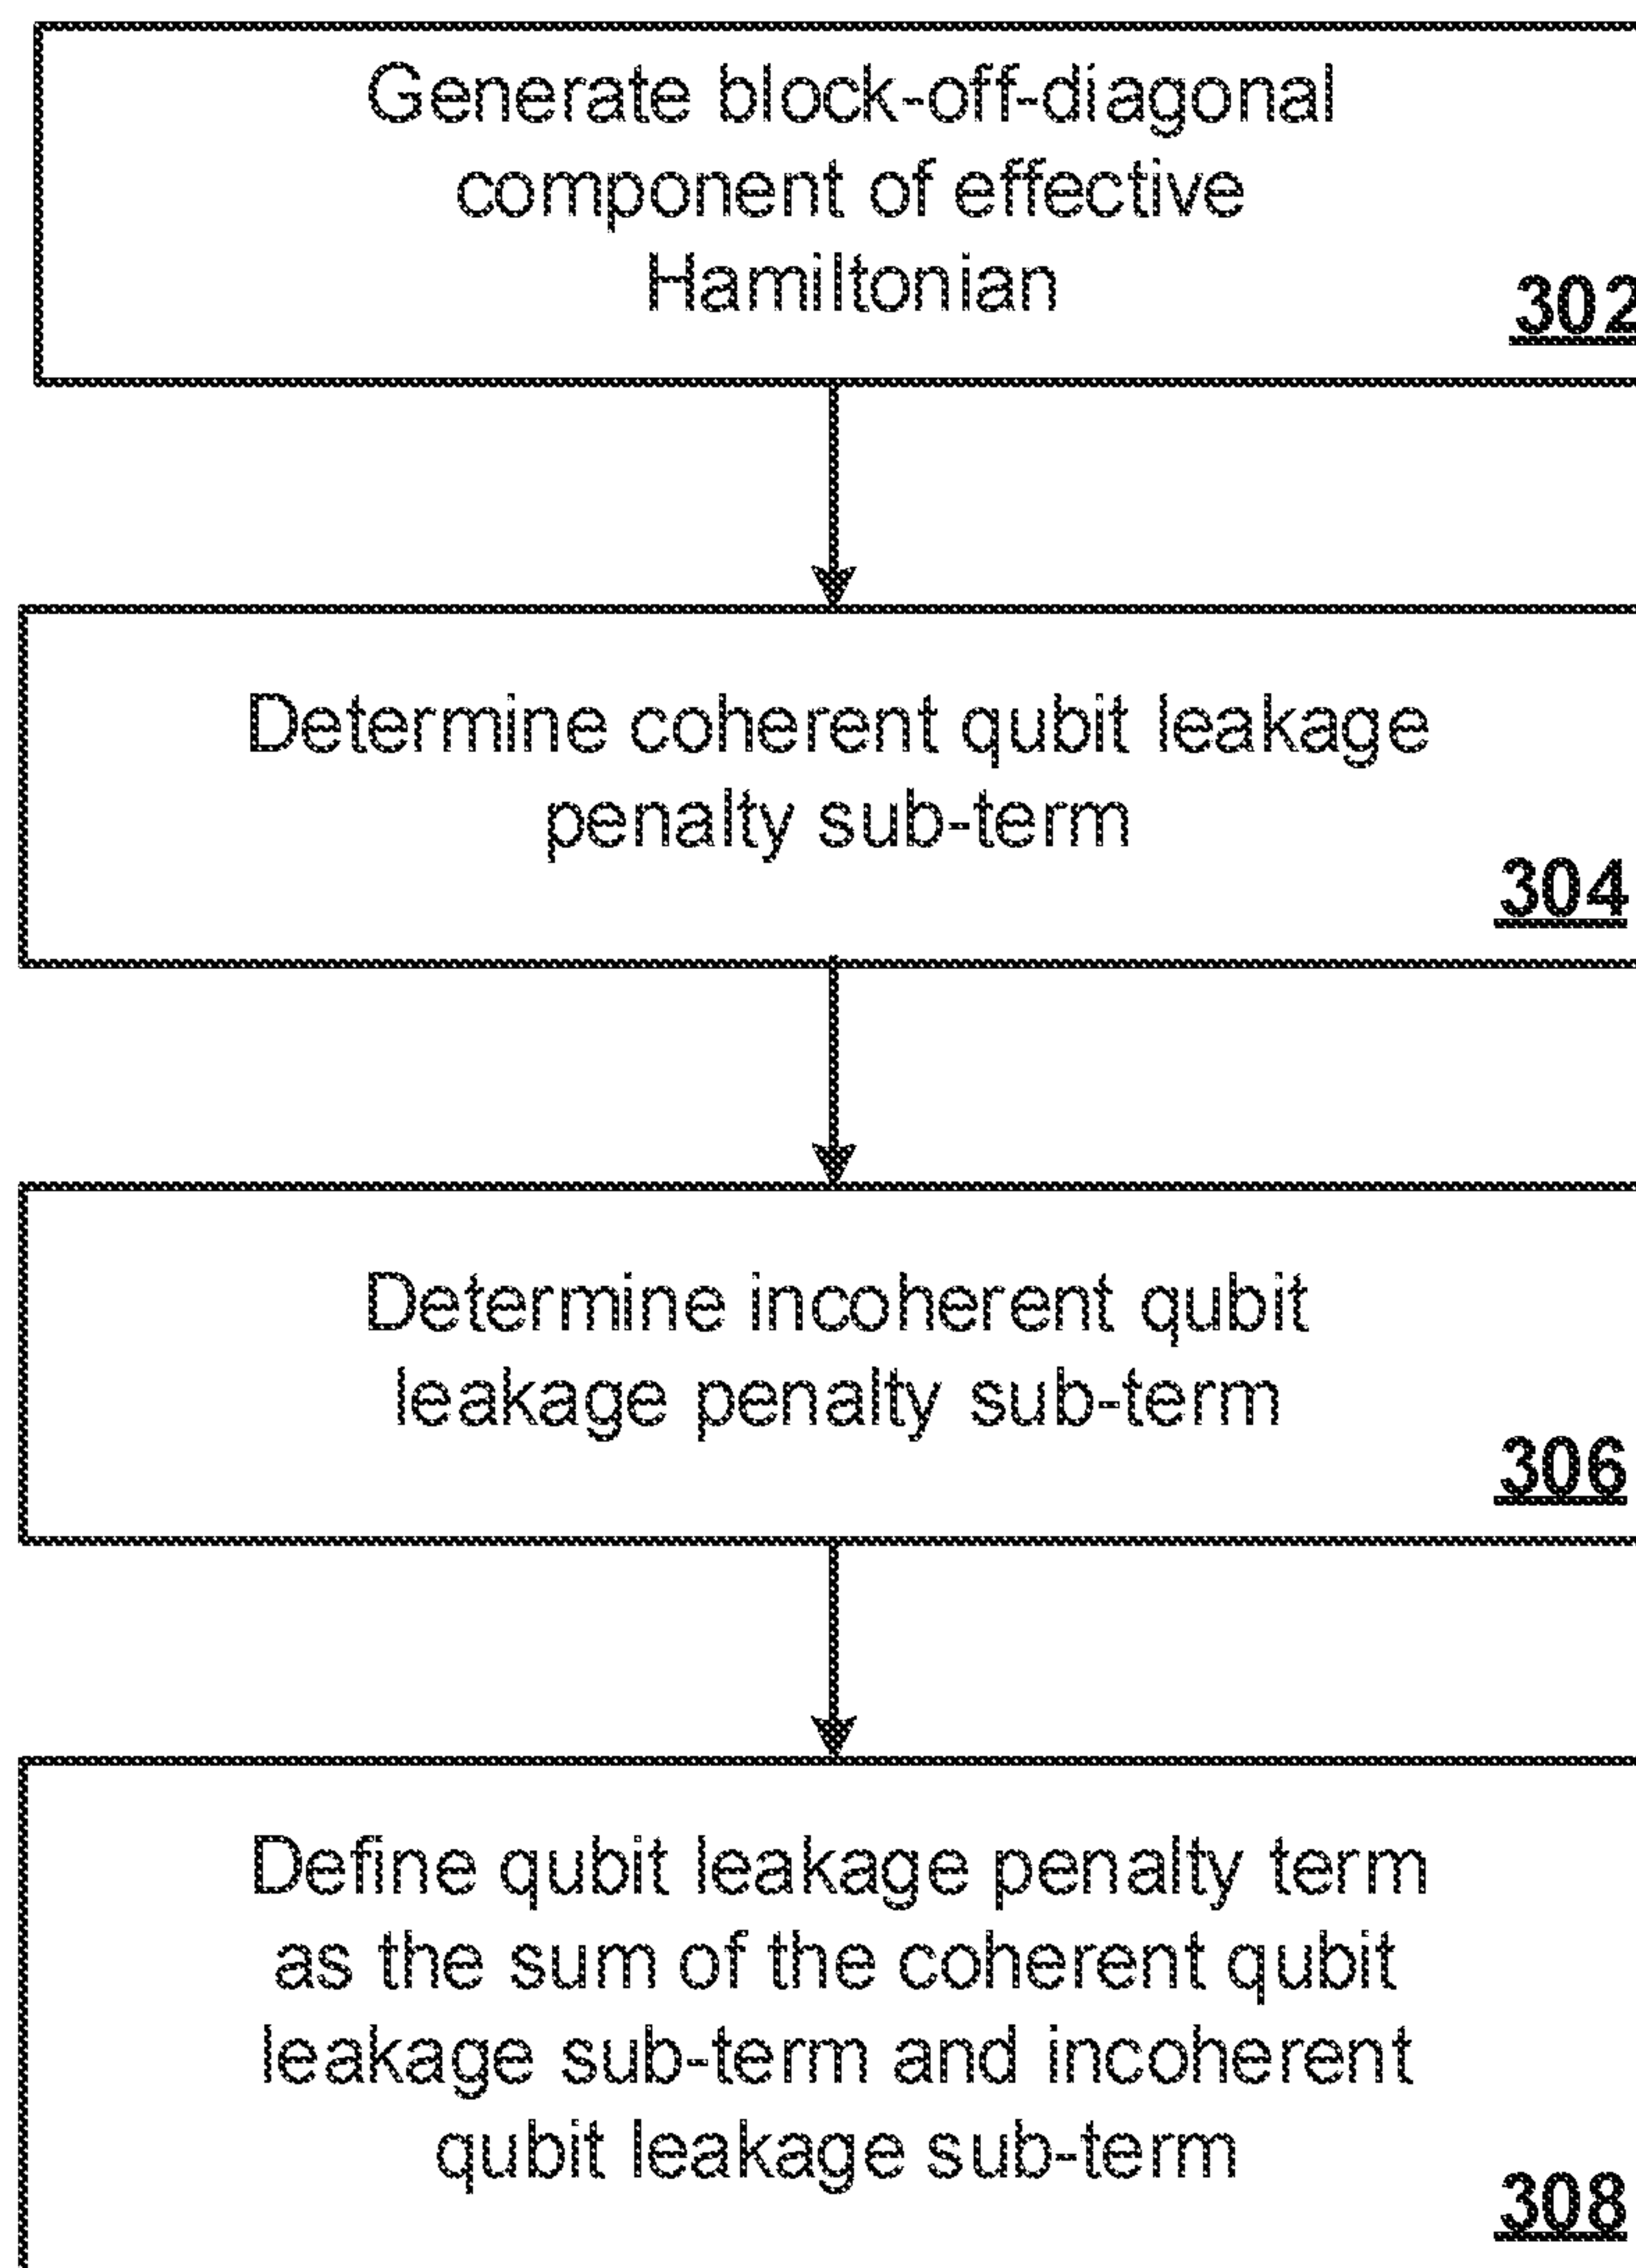 Generate block-off-diagonal
component of effective
Hamiltonian
302
Determine coherent qubit leakage
penalty sub-term
304
Determine incoherent qubit
leakage penalty sub-term
306
Define qubit leakage penalty term
as the sum of the coherent qubit
leakage sub-term and incoherent
qubit leakage sub-term
308